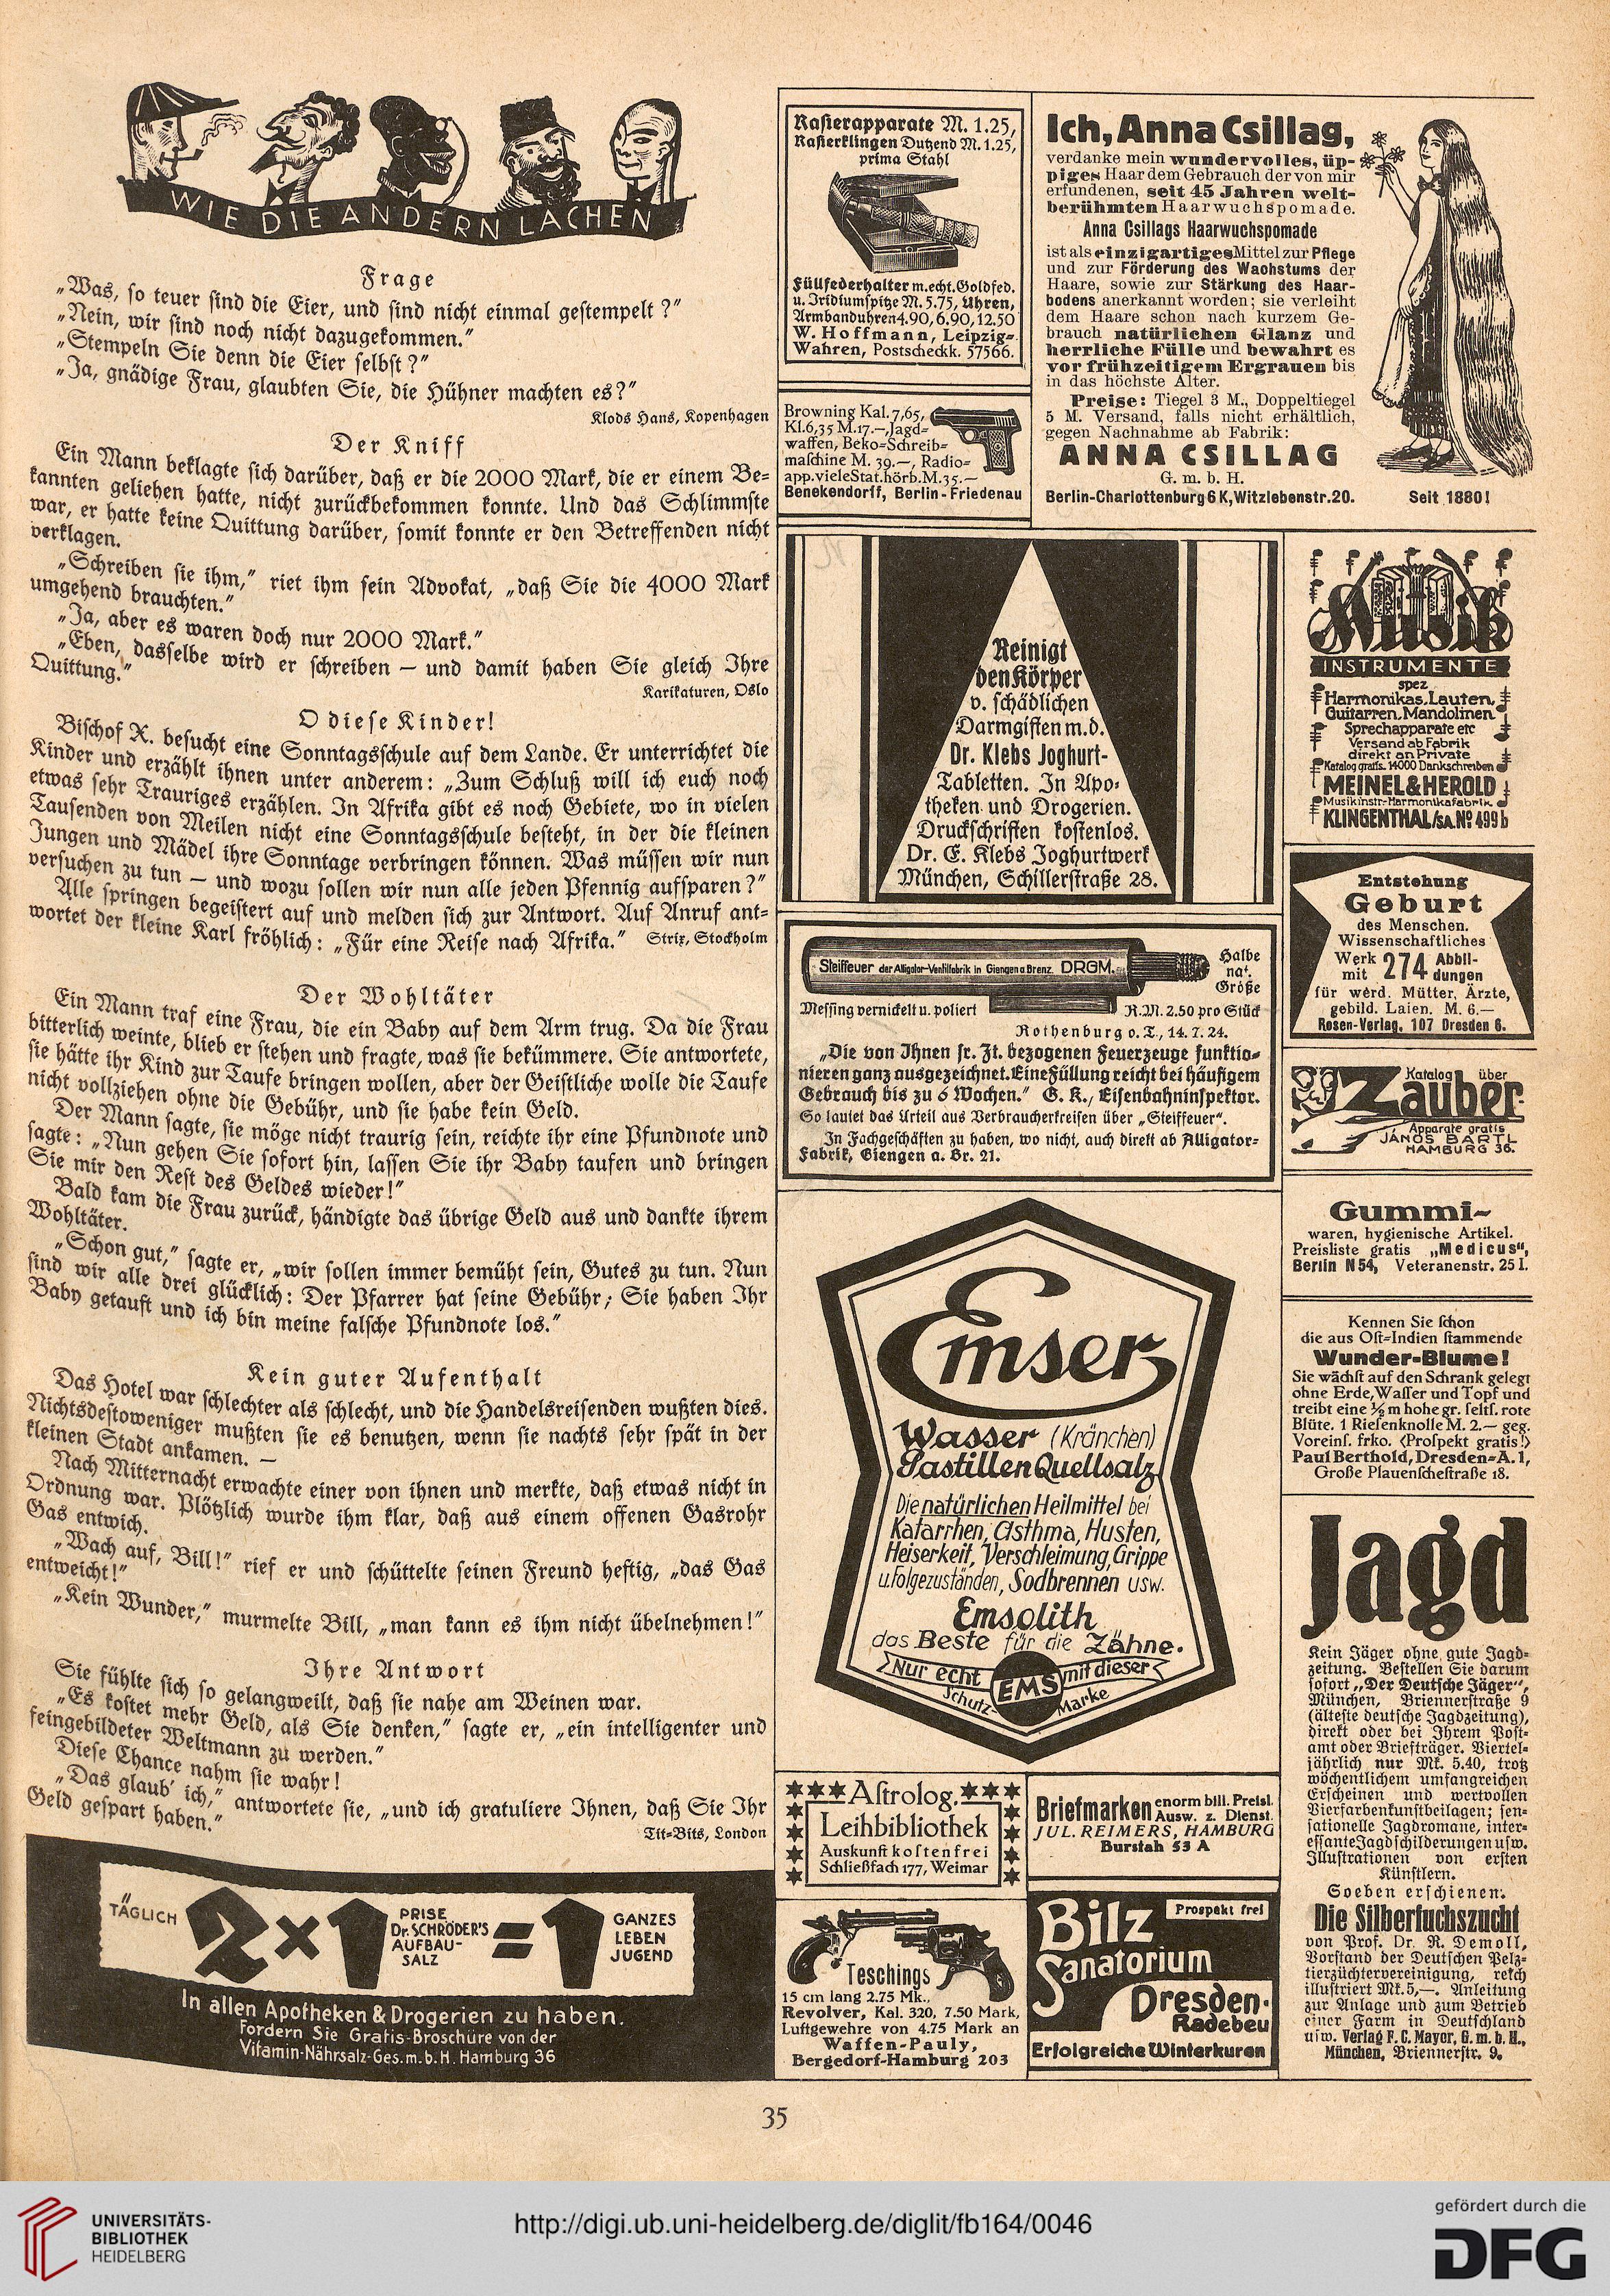 WIE DIE ANDERN LACHEN
Frage
„Was, so teuer sind die Eier, und sind nicht einmal gestempelt?"
„Nein, wir sind noch nicht dazugekommen."
„Stempeln Sie denn die Eier selbst?"
„Ja, gnädige Frau, glaubten Sie, die Hühner machten es?"
Klods Hans, Kopenhagen
Der Kniff
Ein Mann beklagte sich darüber, daß er die 2000 Mark, die er einem Be-
kannten geliehen hatte, nicht zurückbekommen konnte. Und das Schlimmste
war, er hatte keine Quittung darüber, somit konnte er den Betreffenden nicht
verklagen.
„Schreiben sie ihm," riet ihm sein Advokat, „daß Sie die 4000 Mark
umgehend brauchten."
„Ja, aber es waren doch nur 2000 Mark."
„Eben, dasselbe wird er schreiben — und damit haben Sie gleich Ihre
Quittung."
Karikaturen, Oslo
O diese Kinder!
Bischof X. besucht eine Sonntagsschule auf dem Lande. Er unterrichtet die
Kinder und erzählt ihnen unter anderem: „Zum Schluß will ich euch noch
etwas sehr Trauriges erzählen. In Afrika gibt es noch Gebiete, wo in vielen
Tausenden von Meilen nicht eine Sonntagsschule besteht, in der die kleinen
Jungen und Mädel ihre Sonntage verbringen können. Was müssen wir nun
versuchen zu tun — und wozu sollen wir nun alle jeden Pfennig aufsparen?"
Alle springen begeistert auf und melden sich zur Antwort. Auf Anruf ant-
wortet der kleine Karl fröhlich: „Für eine Reise nach Afrika." Strix, Stockholm
Der Wohltäter
Ein Mann traf eine Frau, die ein Baby auf dem Arm trug. Da die Frau
bitterlich weinte, blieb er stehen und fragte, was sie bekümmere. Sie antwortete,
sie hätte ihr Kind zur Taufe bringen wollen, aber der Geistliche wolle die Taufe
nicht vollziehen ohne die Gebühr, und sie habe kein Geld.
Der Mann sagte, sie möge nicht traurig sein, reichte ihr eine Pfundnote und
sagte: „Nun gehen Sie sofort hin, lassen Sie ihr Baby taufen und bringen
Sie mir den Rest des Geldes wieder!"
Bald kam die Frau zurück, händigte das übrige Geld aus und dankte ihrem
Wohltäter.
„Schon gut," sagte er, „wir sollen immer bemüht sein, Gutes zu tun. Nun
sind wir alle drei glücklich: Der Pfarrer hat seine Gebühr; Sie haben Ihr
Baby getauft und ich bin meine falsche Pfundnote los."
Kein guter Aufenthalt
Das Hotel war schlechter als schlecht, und die Handelsreisenden wußten dies.
Nichtsdestoweniger mußten sie es benutzen, wenn sie nachts sehr spät in der
kleinen Stadt ankamen. —
Nach Mitternacht erwachte einer von ihnen und merkte, daß etwas nicht in
Ordnung war. Plötzlich wurde ihm klar, daß aus einem offenen Gasrohr
Gas entwich.
„Wach auf, Bill!" rief er und schüttelte seinen Freund heftig, „das Gas
entweicht!"
„Kein Wunder," murmelte Bill, „man kann es ihm nicht übelnehmen!"
Ihre Antwort
Sie fühlte sich so gelangweilt, daß sie nahe am Weinen war.
„Es kostet mehr Geld, als Sie denken," sagte er, „ein intelligenter und
feingebildeter Weltmann zu werden."
Diese Chance nahm sie wahr!
„Das glaub' ich," antwortete sie, „und ich gratuliere Ihnen, daß Sie Ihr
Geld gespart haben."
Tit-Bits, London
TÄGLICH 2 × 1 PRISE Dr. SCHRÖDER'S AUFBAU-SALZ = 1 GANZES LEBEN JUGEND
In allen Apotheken & Drogerien zu haben.
Fordern Sie Gratis-Broschüre von der
Vitamin-Nährsalz-Ges.m.b.H. Hamburg 36
Rasierapparate M. 1.25,
Rasierklingen Dutzend M. 1.25,
prima Stahl
Füllfederhalter m. echt. Goldfed.
u. Iridiumspitze M. 5.75, Uhren,
Armbanduhren 4.90, 6.90, 12.50
W. Hoffmann, Leipzig-
Wahren, Postscheckk. 57566.
Browning Kal. 7,65,
Kl. 6,35 M. 17.—, Jagd-
waffen, Beko-Schreib-
maschine M. 39.—, Radio-
app. viele Stat. hörb. M. 35.—
Benekendorff, Berlin-Friedenau
Ich, Anna Csillag,
verdanke mein wundervolles, üp-
piges Haar dem Gebrauch der von mir
erfundenen, seit 45 Jahren welt-
berühmten Haarwuchspomade.
Anna Csillags Haarwuchspomade
ist als einzigartiges Mittel zur Pflege
und zur Förderung des Wachstums der
Haare, sowie zur Stärkung des Haar-
bodens anerkannt worden; sie verleiht
dem Haare schon nach kurzem Ge-
brauch natürlichen Glanz und
herrliche Fülle und bewahrt es
vor frühzeitigem Ergrauen bis
in das höchste Alter.
Preise: Tiegel 3 M., Doppeltiegel
5 M. Versand, falls nicht erhältlich,
gegen Nachnahme ab Fabrik:
ANNA CSILLAG
G. m. b. H.
Berlin-Charlottenburg 6 K, Witzlebenstr. 20. Seit 1880!
Reinigt
den Körper
v. schädlichen
Darmgiften m. d.
Dr. Klebs Joghurt-
Tabletten. In Apo-
theken und Drogerien.
Druckschriften kostenlos.
Dr. E. Klebs Joghurtwerk
München, Schillerstraße 28.
Musik
INSTRUMENTE
spez.
Harmonikas, Lauten,
Guitarren, Mandolinen
Sprechapparate etc
Versand ab Fabrik
direkt an Private
Katalog gratis. 14000 Dankschreiben
MEINEL & HEROLD
Musikinstr.-Harmonikafabrik
KLINGENTHAL/SA. No 499b
Entstehung
Geburt
des Menschen.
Wissenschaftliches
Werk mit 274 Abbil-dungen
für werd. Mütter, Ärzte,
gebild. Laien. M. 6.—
Rosen-Verlag, 107 Dresden 6.
Steiffeuer der Alligator-Ventilfabrik in Giengen a Brenz DRGM.
Halbe
nat.
Größe
Messing vernickelt u. poliert R.M. 2.50 pro Stück
Rothenburg o. T., 14. 7. 24.
„Die von Ihnen sr. Zt. bezogenen Feuerzeuge funktio-
nieren ganz ausgezeichnet. Eine Füllung reicht bei häufigem
Gebrauch bis zu 6 Wochen." G. K., Eisenbahninspektor.
So lautet das Urteil aus Verbraucherkreisen über „Steiffeuer".
In Fachgeschäften zu haben, wo nicht, auch direkt ab Alligator-
Fabrik, Giengen a. Br. 21.
Katalog über
Zauber-
Apparate gratis
JANOS BARTL
HAMBURG 36.
Gummi-
waren, hygienische Artikel.
Preisliste gratis „Medicus",
Berlin N 54, Veteranenstr. 25 I.
Kennen Sie schon
die aus Ost-Indien stammende
Wunder-Blume!
Sie wächst auf den Schrank gelegt
ohne Erde, Wasser und Topf und
treibt eine ½ m hohe gr. selts. rote
Blüte. 1 Riesenknolle M. 2.— geg.
Voreins. frko. (Prospekt gratis!)
Paul Berthold, Dresden-A. 1,
Große Plauenschestraße 18.
Emser
Wasser (Kränchen)
Pastillen Quellsalz
Die natürlichen Heilmittel bei
Katarrhen, Asthma, Husten,
Heiserkeit, Verschleimung, Grippe
u. Folgezuständen, Sodbrennen usw.
Emsolith
das Beste für die Zähne.
Nur echt EMS mit dieser
Schutz-Marke
Jagd
Kein Jäger ohne gute Jagd-
zeitung. Bestellen Sie darum
sofort „Der Deutsche Jäger",
München, Briennerstraße 9
(älteste deutsche Jagdzeitung),
direkt oder bei Ihrem Post-
amt oder Briefträger. Viertel-
jährlich nur Mk. 5.40, trotz
wöchentlichem umfangreichen
Erscheinen und wertvollen
Vierfarbenkunstbeilagen; sen-
sationelle Jagdromane, inter-
essante Jagdschilderungen usw.
Illustrationen von ersten
Künstlern.
Soeben erschienen:
Die Silberfuchszucht
von Prof. Dr. R. Demoll,
Vorstand der Deutschen Pelz-
tierzüchtervereinigung, reich
illustriert Mk. 5,—. Anleitung
zur Anlage und zum Betrieb
einer Farm in Deutschland
usw. Verlag F. C. Mayer, G. m. b. H.,
München, Briennerstr. 9.
Astrolog.
Leihbibliothek
Auskunft kostenfrei
Schließfach 177, Weimar
Briefmarken enorm bill. Preisl. Ausw. z. Dienst.
JUL. REIMERS, HAMBURG
Burstah 53 A
Teschings
15 cm lang 2.75 Mk.,
Revolver, Kal. 320, 7.50 Mark,
Luftgewehre von 4.75 Mark an
Waffen-Pauly,
Bergedorf-Hamburg 203
Bilz Prospekt frei
Sanatorium
Dresden-
Radebeul
Erfolgreiche Winterkuren
35
UNIVERSITÄTS-
BIBLIOTHEK
HEIDELBERG
http://digi.ub.uni-heidelberg.de/diglit/fb164/0046
gefördert durch die
DFG